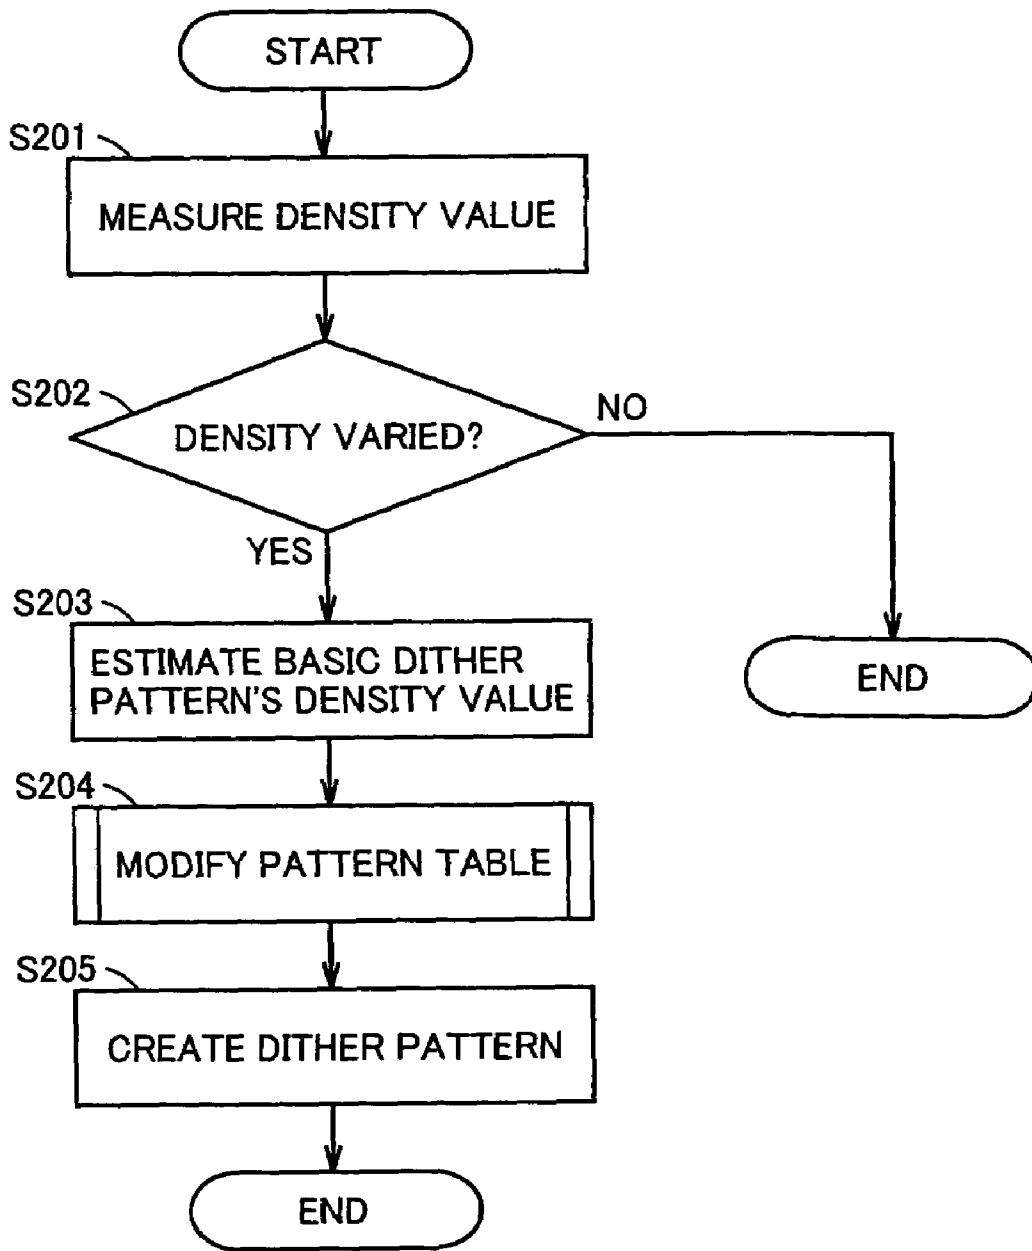 START
S201
MEASURE DENSITY VALUE
S202
DENSITY VARIED?
NO
YES
S203
ESTIMATE BASIC DITHER
PATTERN'S DENSITY VALUE
END
S204
MODIFY PATTERN TABLE
S205
CREATE DITHER PATTERN
END